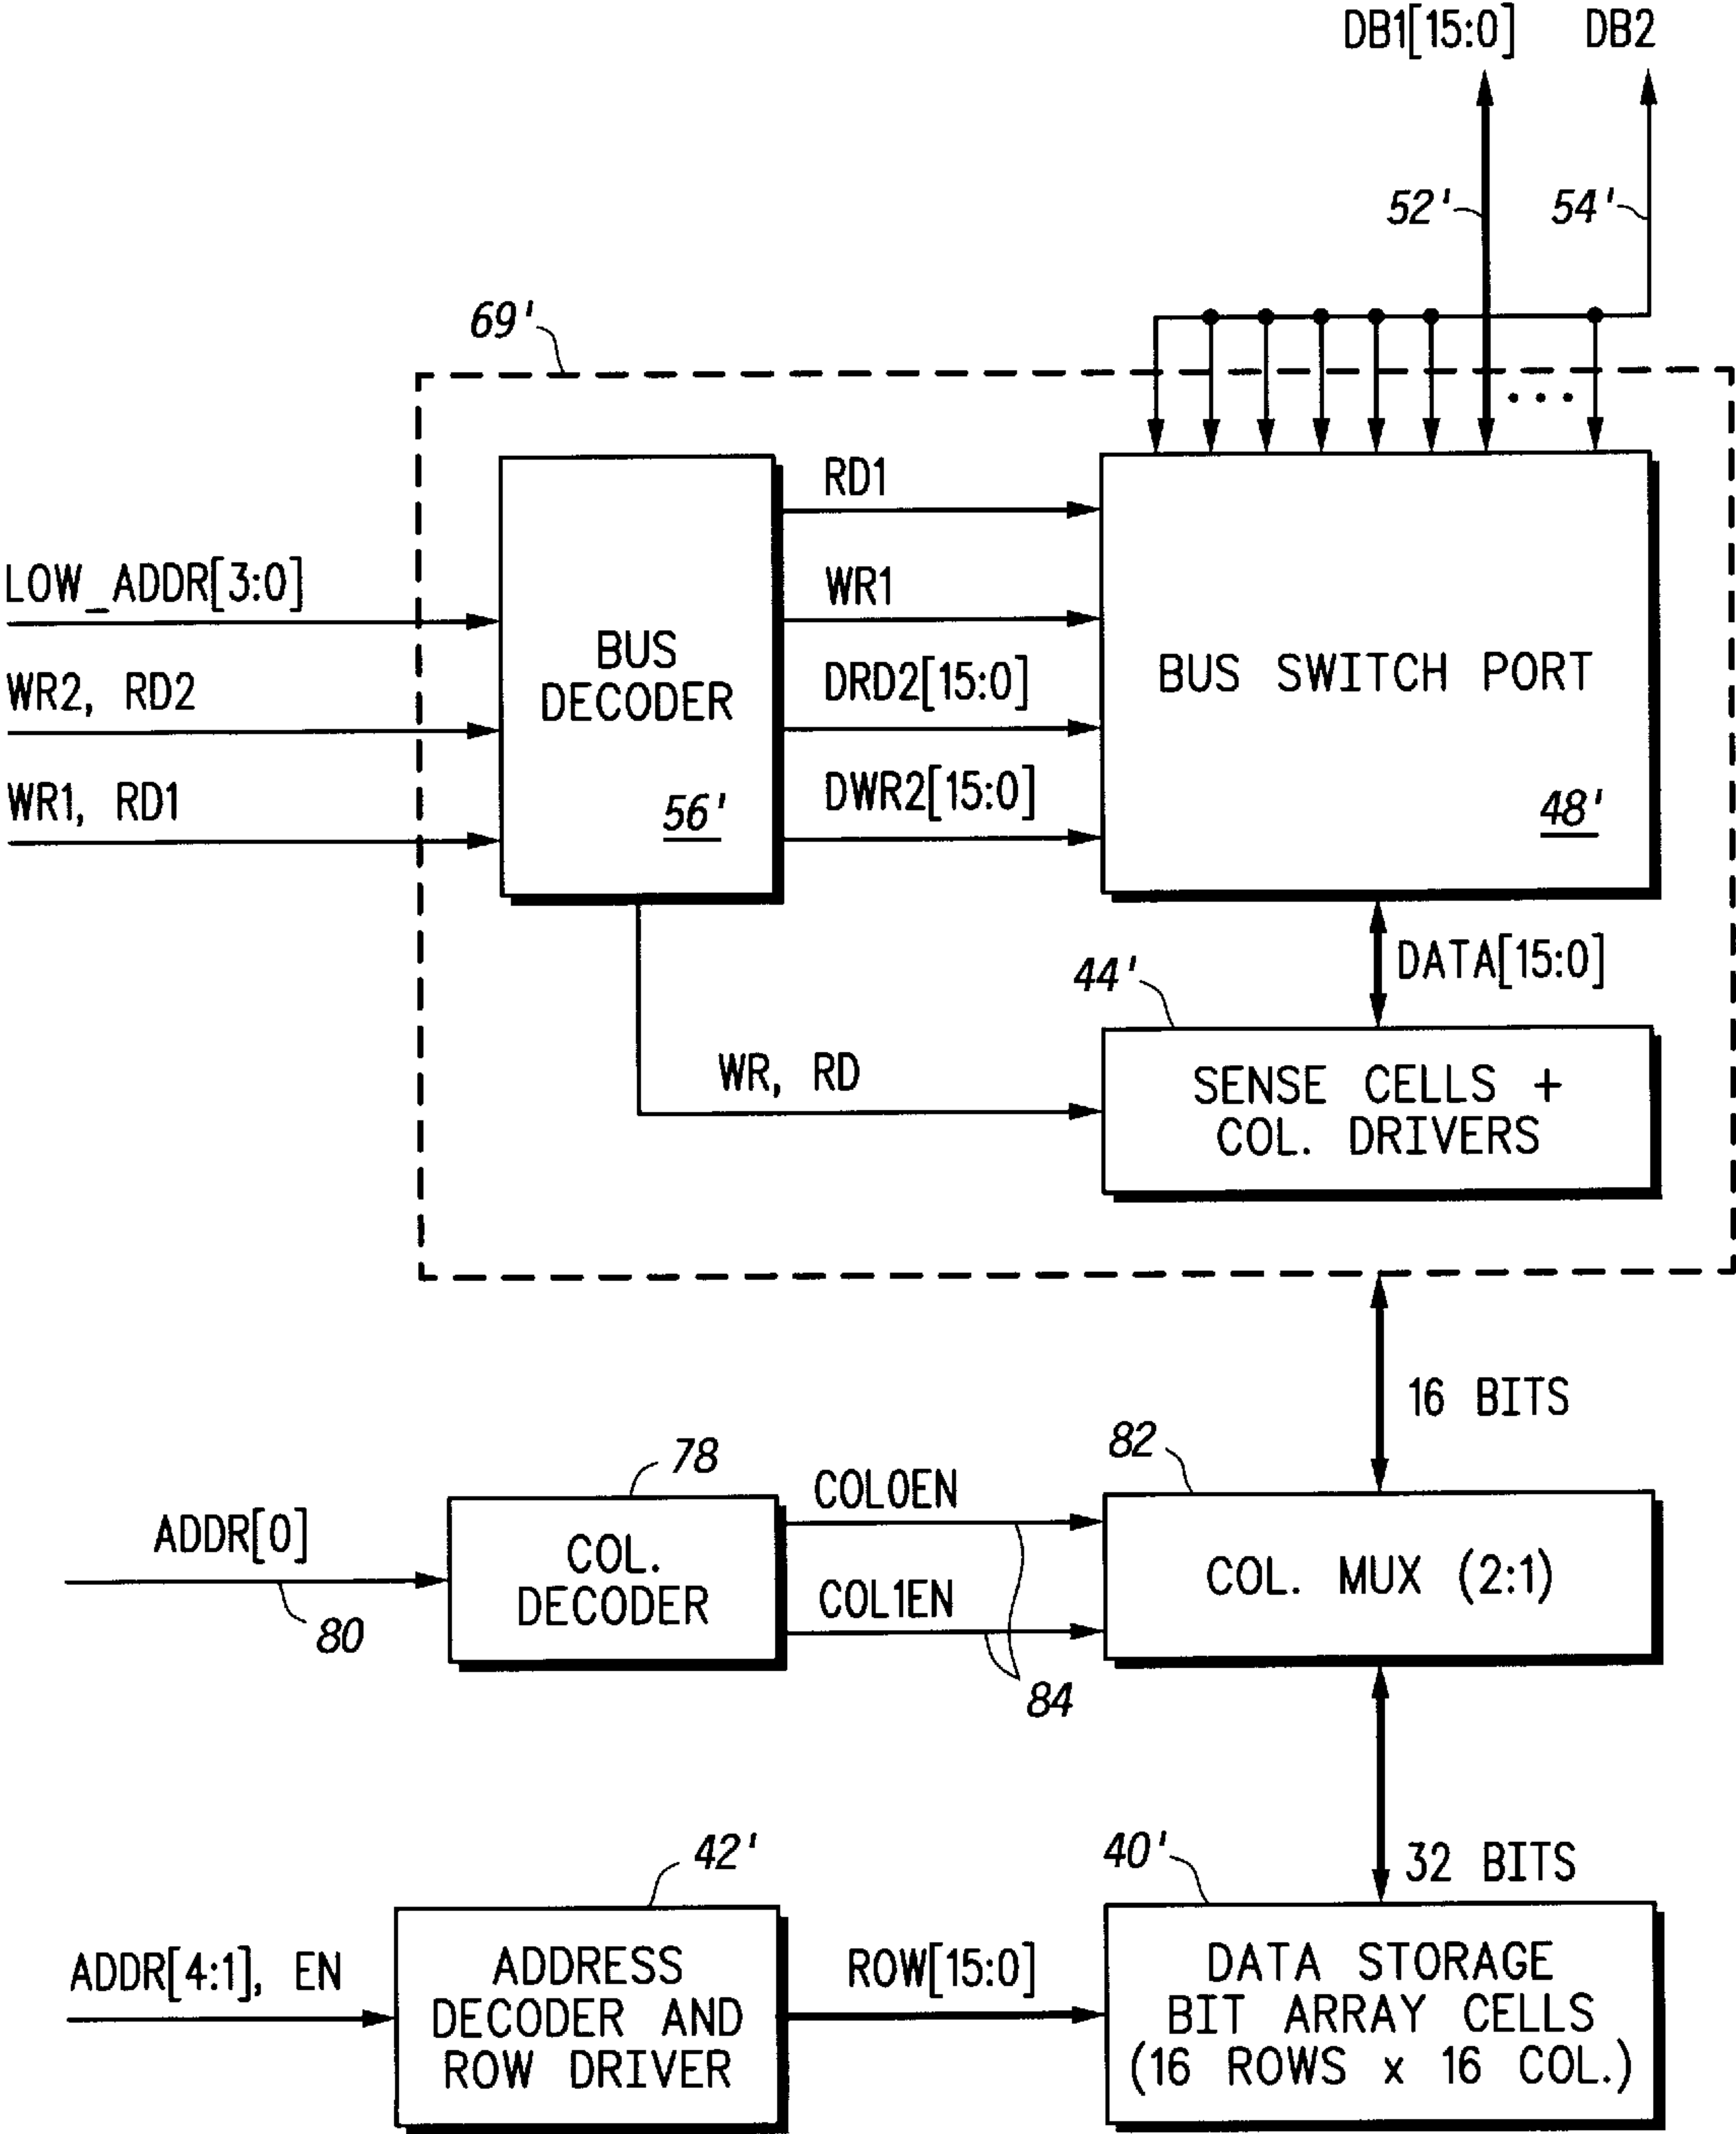 DB1[15:0] DB2
52' 54'
69'
RD1
LOW_ADDR[3:0]
WR1
BUS
DECODER
BUS SWITCH PORT
WR2, RD2
DRD2[15:0]
WR1, RD1
DWR2[15:0]
56'
48'
DATA[15:0]
44'
WR, RD
SENSE CELLS +
COL. DRIVERS
16 BITS
78
82
COL0EN
ADDR[0]
COL.
DECODER
COL. MUX (2:1)
COL1EN
80
84
42'
40'
32 BITS
ADDR[4:1], EN
ADDRESS
DECODER AND
ROW DRIVER
ROW[15:0]
DATA STORAGE
BIT ARRAY CELLS
(16 ROWS x 16 COL.)